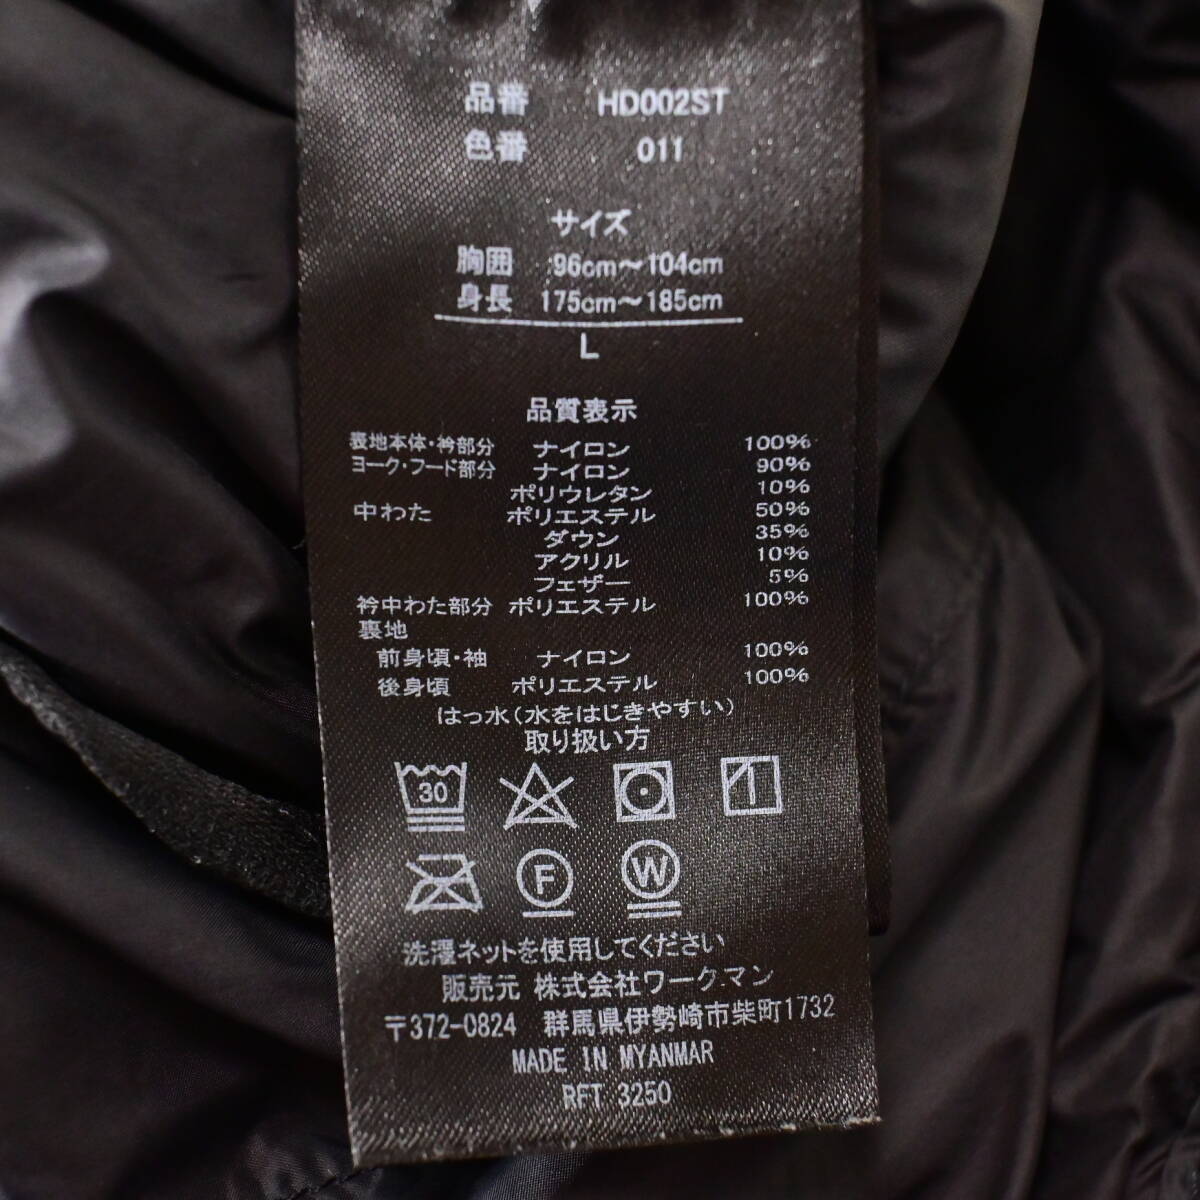 品番 HD002ST
色番 011
サイズ
胸囲 96cm～104cm
身長 175cm～185cm
L
品質表示
表地本体・衿部分 ナイロン 100%
ヨーク・フード部分 ナイロン 90%
ポリウレタン 10%
中わた ポリエステル 50%
ダウン 35%
アクリル 10%
フェザー 5%
衿中わた部分 ポリエステル 100%
裏地
前身頃・袖 ナイロン 100%
後身頃 ポリエステル 100%
はっ水(水をはじきやすい)
取り扱い方
30
F W
洗濯ネットを使用してください
販売元 株式会社ワークマン
〒372-0824 群馬県伊勢崎市柴町1732
MADE IN MYANMAR
RFT 3250